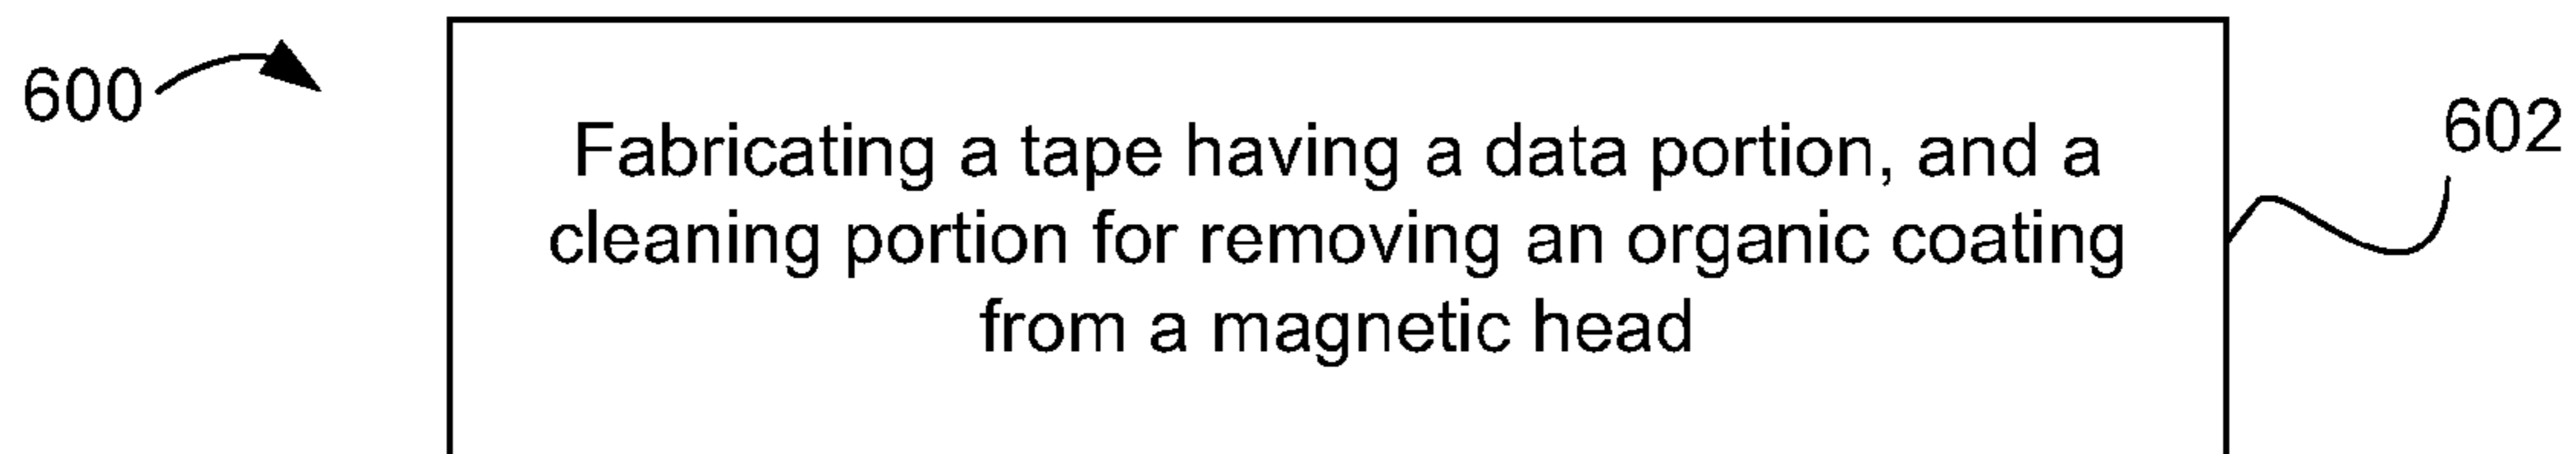 600
Fabricating a tape having a data portion, and a
cleaning portion for removing an organic coating
from a magnetic head
602